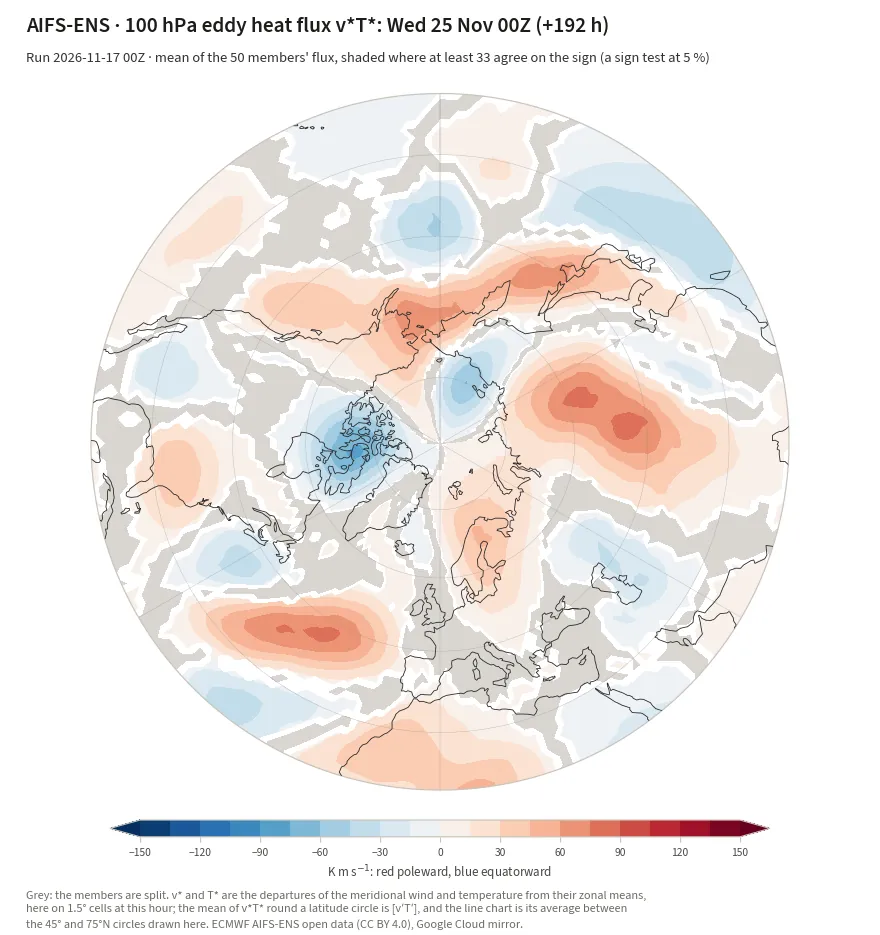 AIFS-ENS · 100 hPa eddy heat flux v*T*: Wed 25 Nov 00Z (+192 h)
Run 2026-11-17 00Z · mean of the 50 members' flux, shaded where at least 33 agree on the sign (a sign test at 5 %)
−150 −120 −90 −60 −30 0 30 60 90 120 150
K m s⁻¹: red poleward, blue equatorward
Grey: the members are split. v* and T* are the departures of the meridional wind and temperature from their zonal means,
here on 1.5° cells at this hour; the mean of v*T* round a latitude circle is [v′T′], and the line chart is its average between
the 45° and 75°N circles drawn here. ECMWF AIFS-ENS open data (CC BY 4.0), Google Cloud mirror.